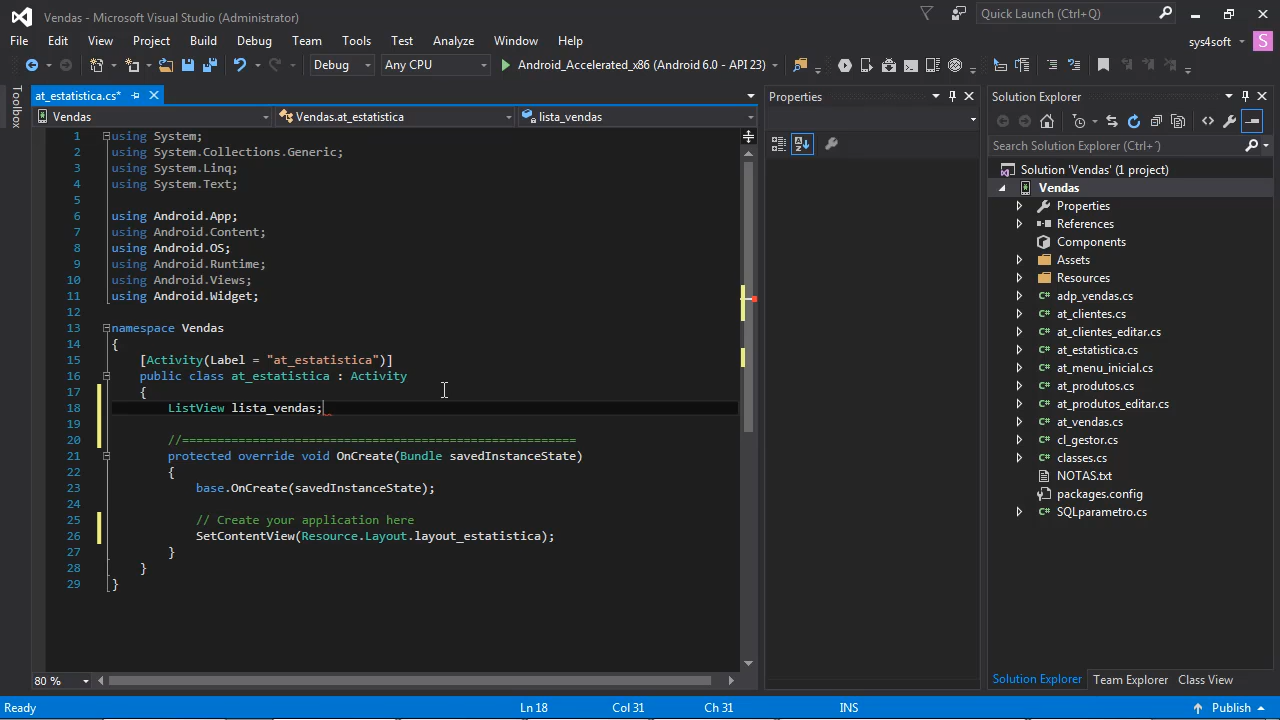 Vendas - Microsoft Visual Studio (Administrator)
Quick Launch (Ctrl+Q)
File Edit View Project Build Debug Team Tools Test Analyze Window Help
sys4soft S
Debug Any CPU Android_Accelerated_x86 (Android 6.0 - API 23)
Toolbox
at_estatistica.cs*
Vendas Vendas.at_estatistica lista_vendas
1 using System;
2 using System.Collections.Generic;
3 using System.Linq;
4 using System.Text;
5
6 using Android.App;
7 using Android.Content;
8 using Android.OS;
9 using Android.Runtime;
10 using Android.Views;
11 using Android.Widget;
12
13 namespace Vendas
14 {
15 [Activity(Label = "at_estatistica")]
16 public class at_estatistica : Activity
17 {
18 ListView lista_vendas;
19
20 //========================================================
21 protected override void OnCreate(Bundle savedInstanceState)
22 {
23 base.OnCreate(savedInstanceState);
24
25 // Create your application here
26 SetContentView(Resource.Layout.layout_estatistica);
27 }
28 }
29 }
80 %
Properties
Solution Explorer
Search Solution Explorer (Ctrl+´)
Solution 'Vendas' (1 project)
Vendas
Properties
References
Components
Assets
Resources
adp_vendas.cs
at_clientes.cs
at_clientes_editar.cs
at_estatistica.cs
at_menu_inicial.cs
at_produtos.cs
at_produtos_editar.cs
at_vendas.cs
cl_gestor.cs
classes.cs
NOTAS.txt
packages.config
SQLparametro.cs
Solution Explorer Team Explorer Class View
Ready Ln 18 Col 31 Ch 31 INS Publish